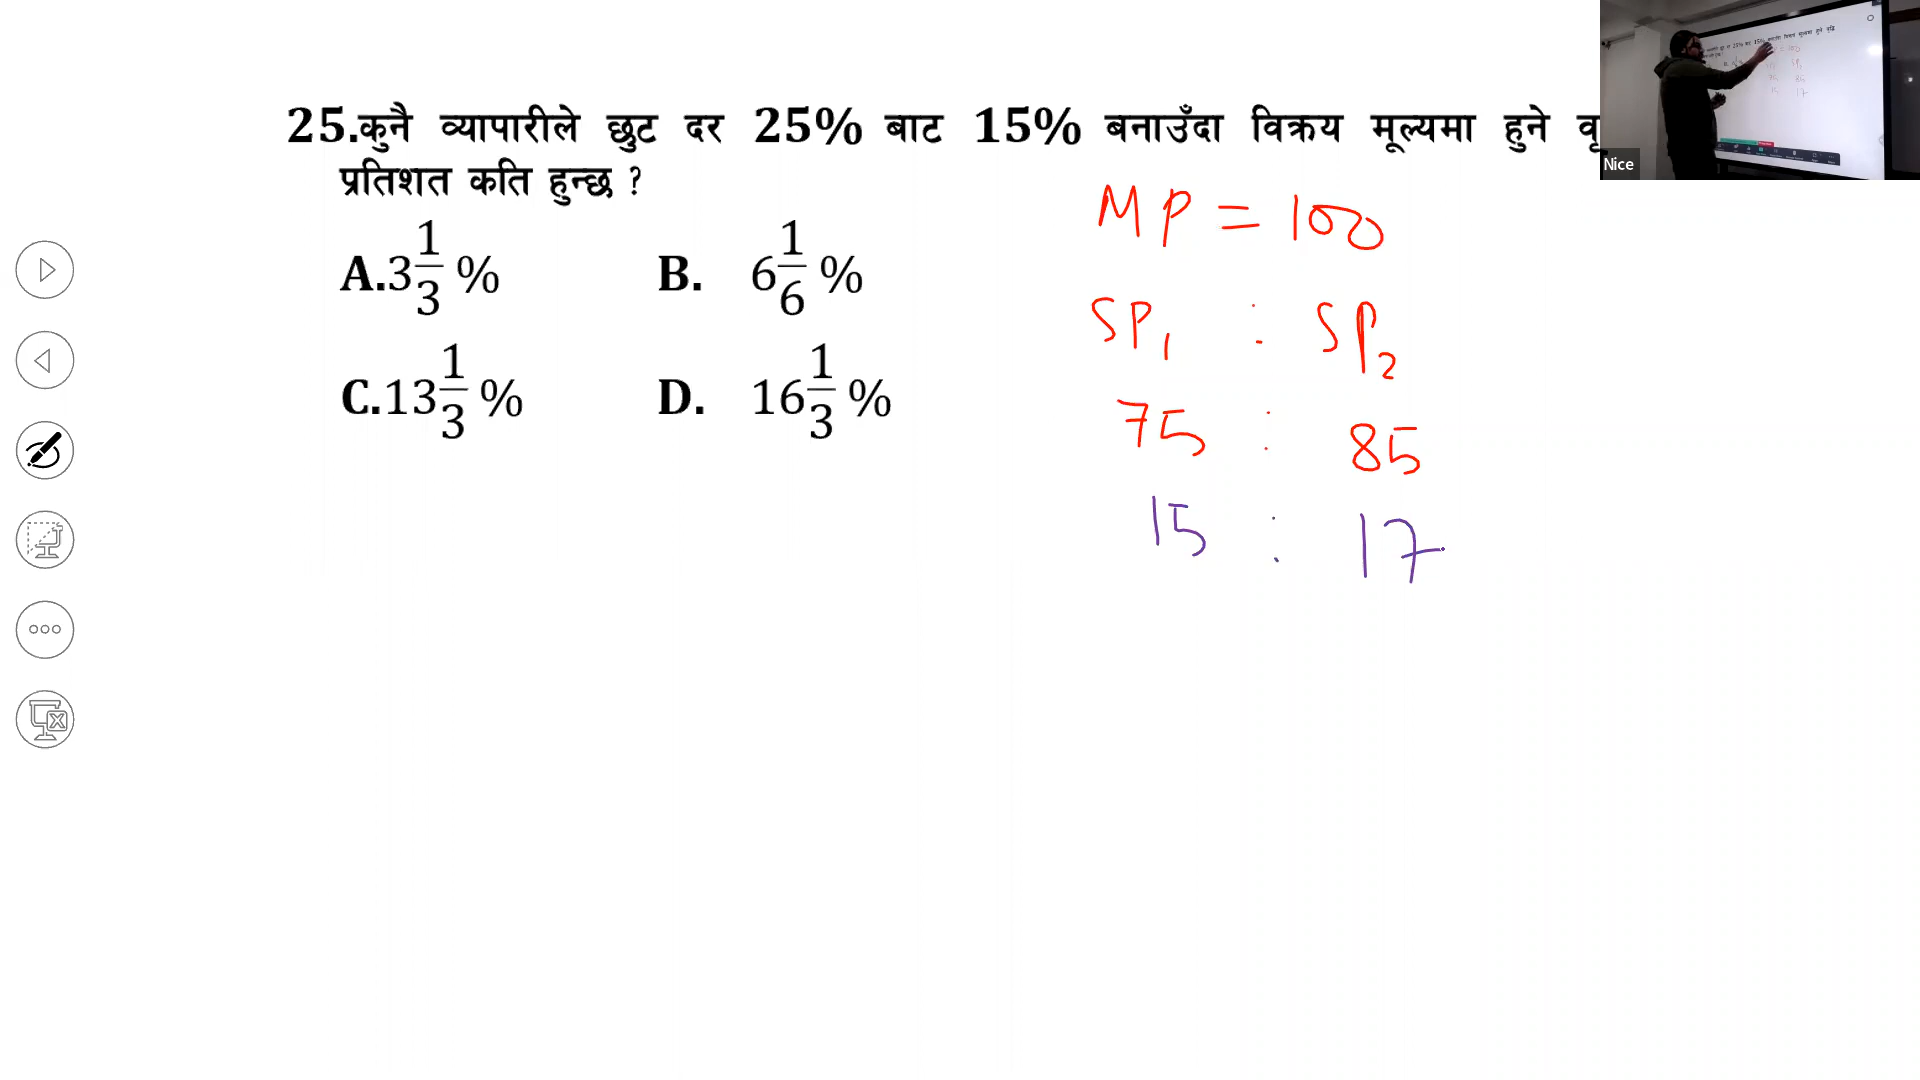 25.कुनै व्यापारीले छुट दर 25% बाट 15% बनाउँदा विक्रय मूल्यमा हुने
प्रतिशत कति हुन्छ ?
A.3 1/3 %
B. 6 1/6 %
C.13 1/3 %
D. 16 1/3 %
MP = 100
SP₁ : SP₂
75 : 85
15 : 17
Nice